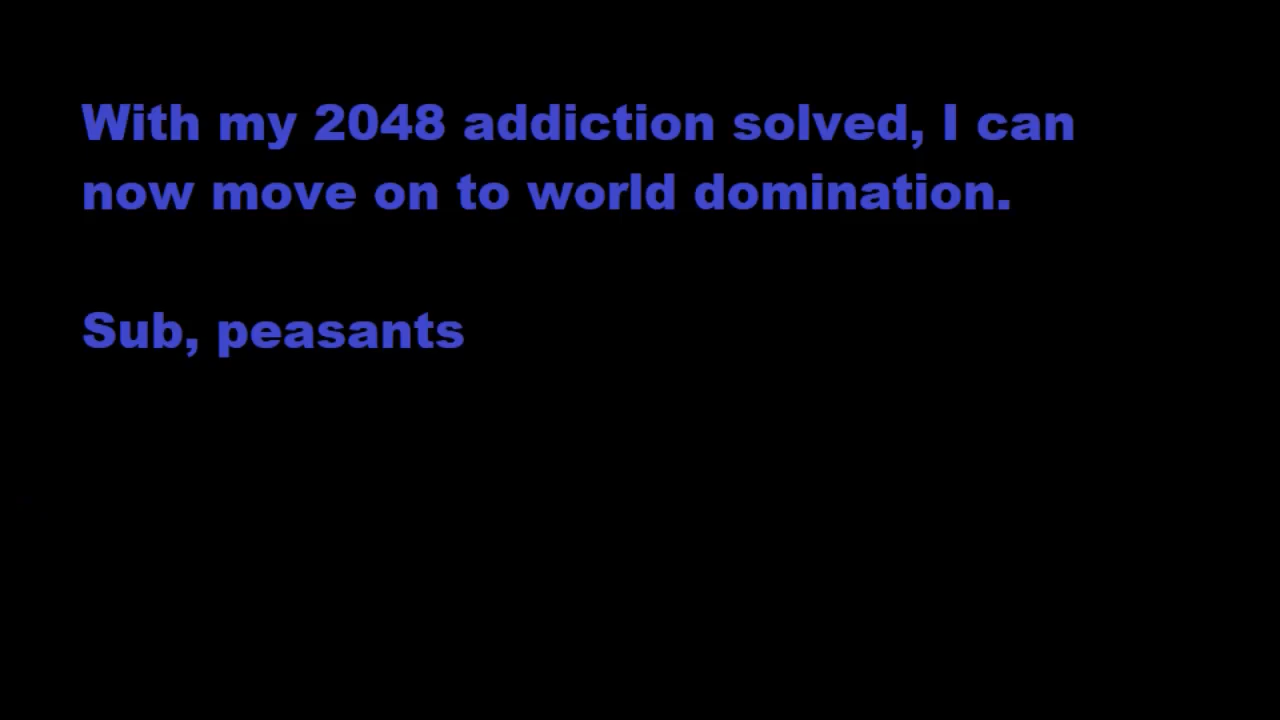 With my 2048 addiction solved, I can
now move on to world domination.
Sub, peasants